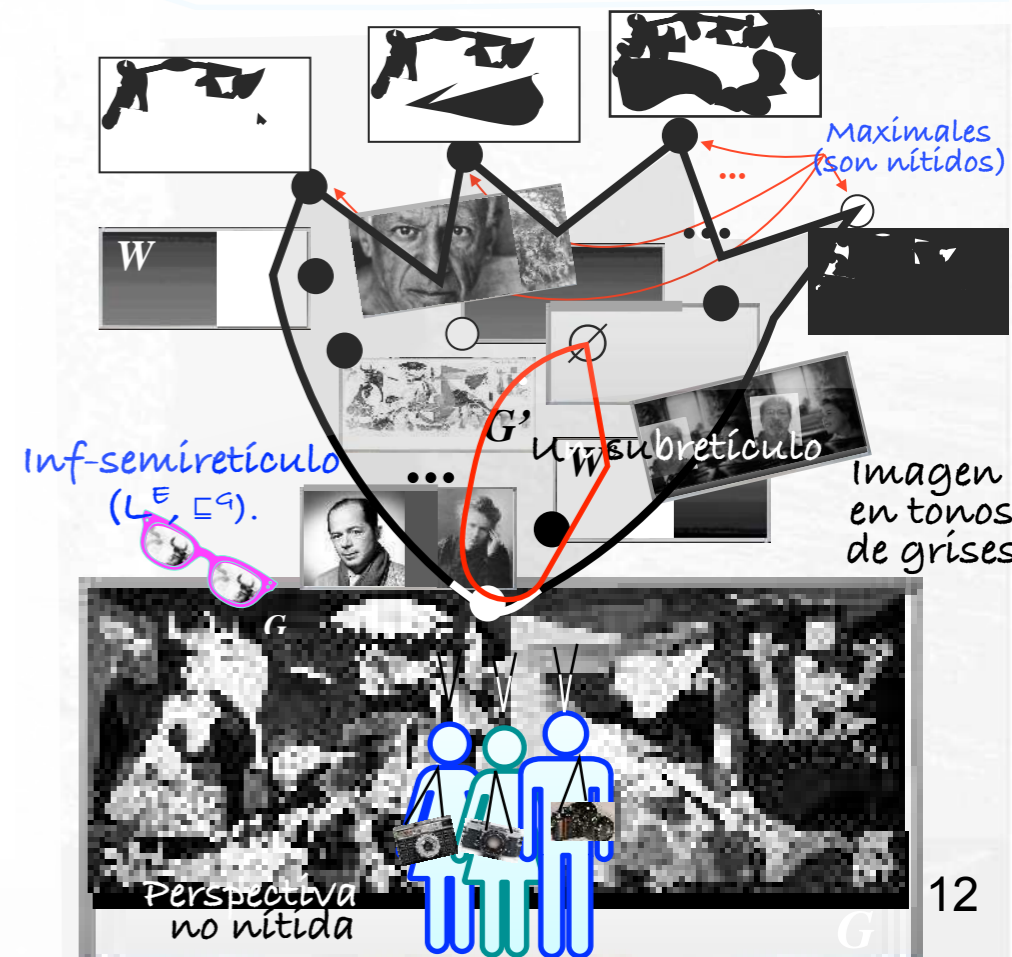 Maximales
(son nítidos)
...
W
...
G'
Un subretículo
W
Inf-semiretículo
(L^E, ⊑^G).
...
Imagen
en tonos
de grises
G
Perspectiva
no nítida
12
G